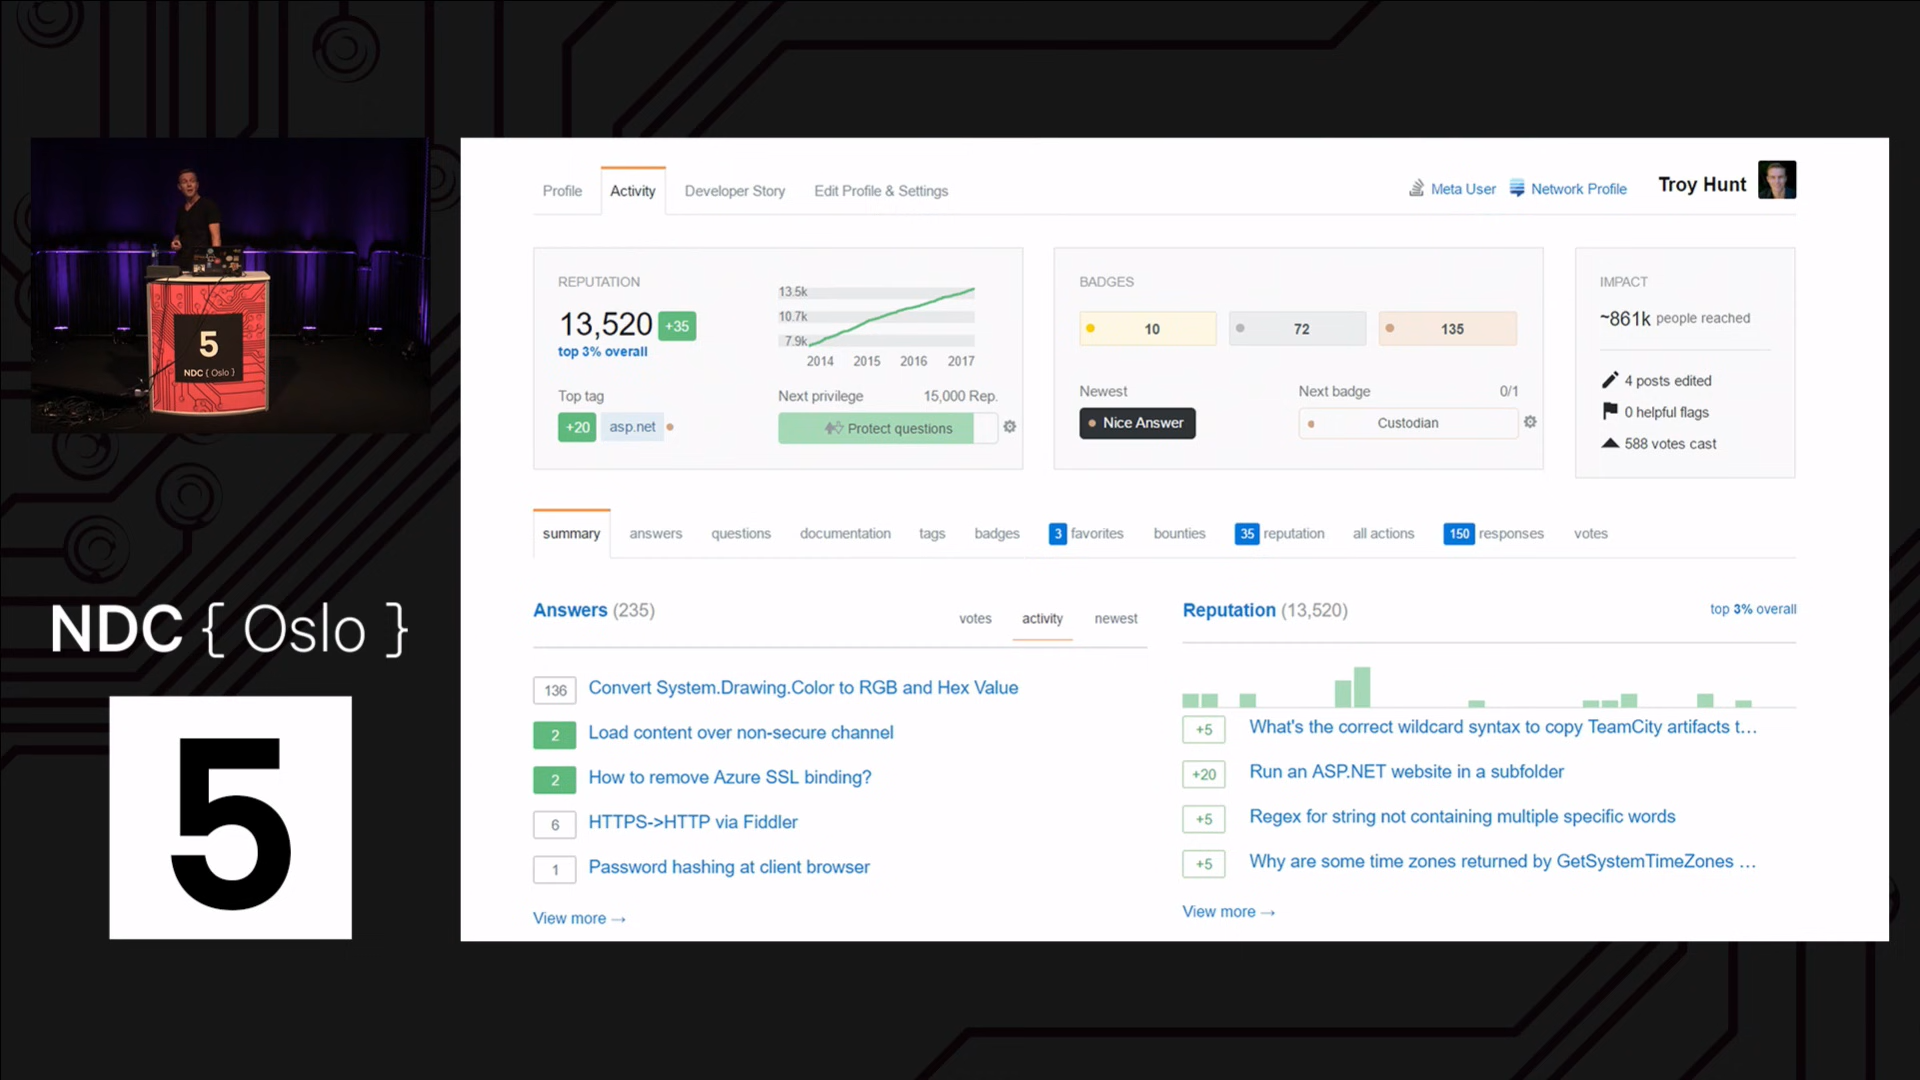 Profile
Activity
Developer Story
Edit Profile & Settings
Meta User
Network Profile
Troy Hunt
REPUTATION
13,520 +35
top 3% overall
13.5k
10.7k
7.9k
2014 2015 2016 2017
Top tag
+20 asp.net
Next privilege 15,000 Rep.
Protect questions
BADGES
10 72 135
Newest
Nice Answer
Next badge 0/1
Custodian
IMPACT
~861k people reached
4 posts edited
0 helpful flags
588 votes cast
5
NDC { Oslo }
summary answers questions documentation tags badges 3 favorites bounties 35 reputation all actions 150 responses votes
Answers (235)
votes activity newest
136 Convert System.Drawing.Color to RGB and Hex Value
2 Load content over non-secure channel
2 How to remove Azure SSL binding?
6 HTTPS->HTTP via Fiddler
1 Password hashing at client browser
View more →
Reputation (13,520)
top 3% overall
+5 What's the correct wildcard syntax to copy TeamCity artifacts t...
+20 Run an ASP.NET website in a subfolder
+5 Regex for string not containing multiple specific words
+5 Why are some time zones returned by GetSystemTimeZones ...
View more →
NDC { Oslo }
5